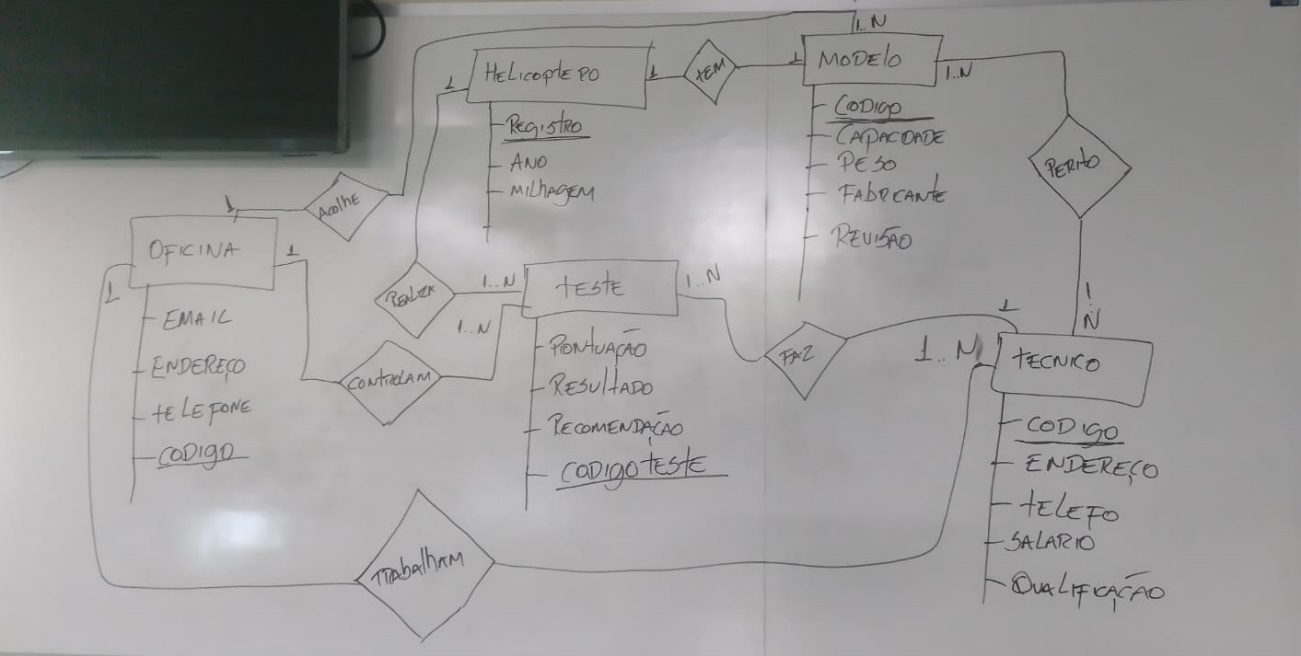 1..N
HELICOPTERO
1
1
TEM
1
MODELO
1..N
REGISTRO
ANO
MILHAGEM
CODIGO
CAPACIDADE
PESO
FABRICANTE
REVISÃO
PERITO
1
ACOLHE
OFICINA
1
1
EMAIL
ENDEREÇO
TELEFONE
CODIGO
REALIZA
1..N
TESTE
1..N
1..N
CONTROLAM
PONTUAÇÃO
RESULTADO
RECOMENDAÇÃO
CODIGO TESTE
FAZ
1
1..N
1..N
TECNICO
CODIGO
ENDEREÇO
TELEFO
SALARIO
QUALIFICAÇÃO
TRABALHAM